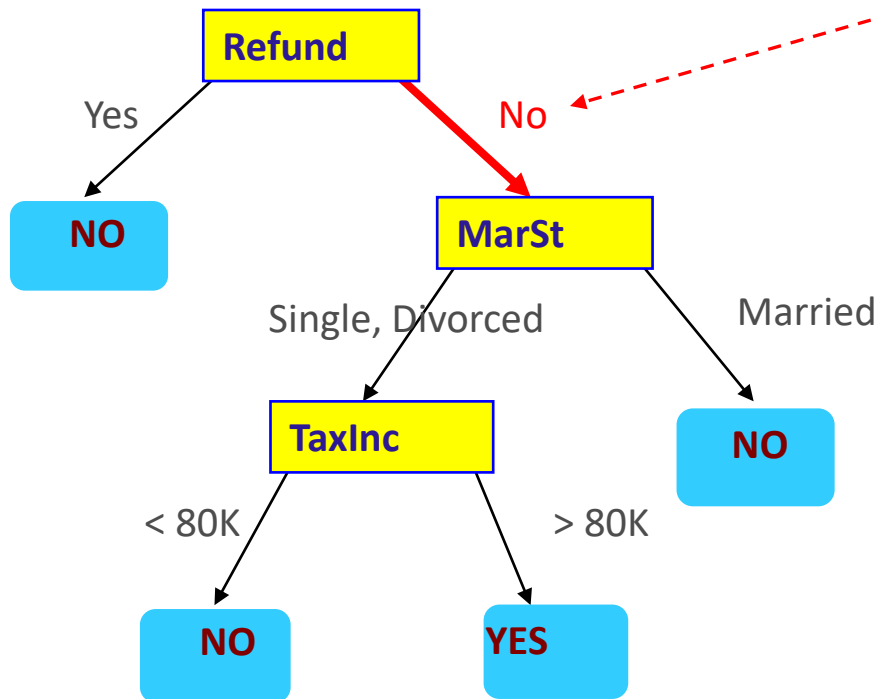 Refund
Yes
No
NO
MarSt
Single, Divorced
Married
TaxInc
NO
< 80K
> 80K
NO
YES